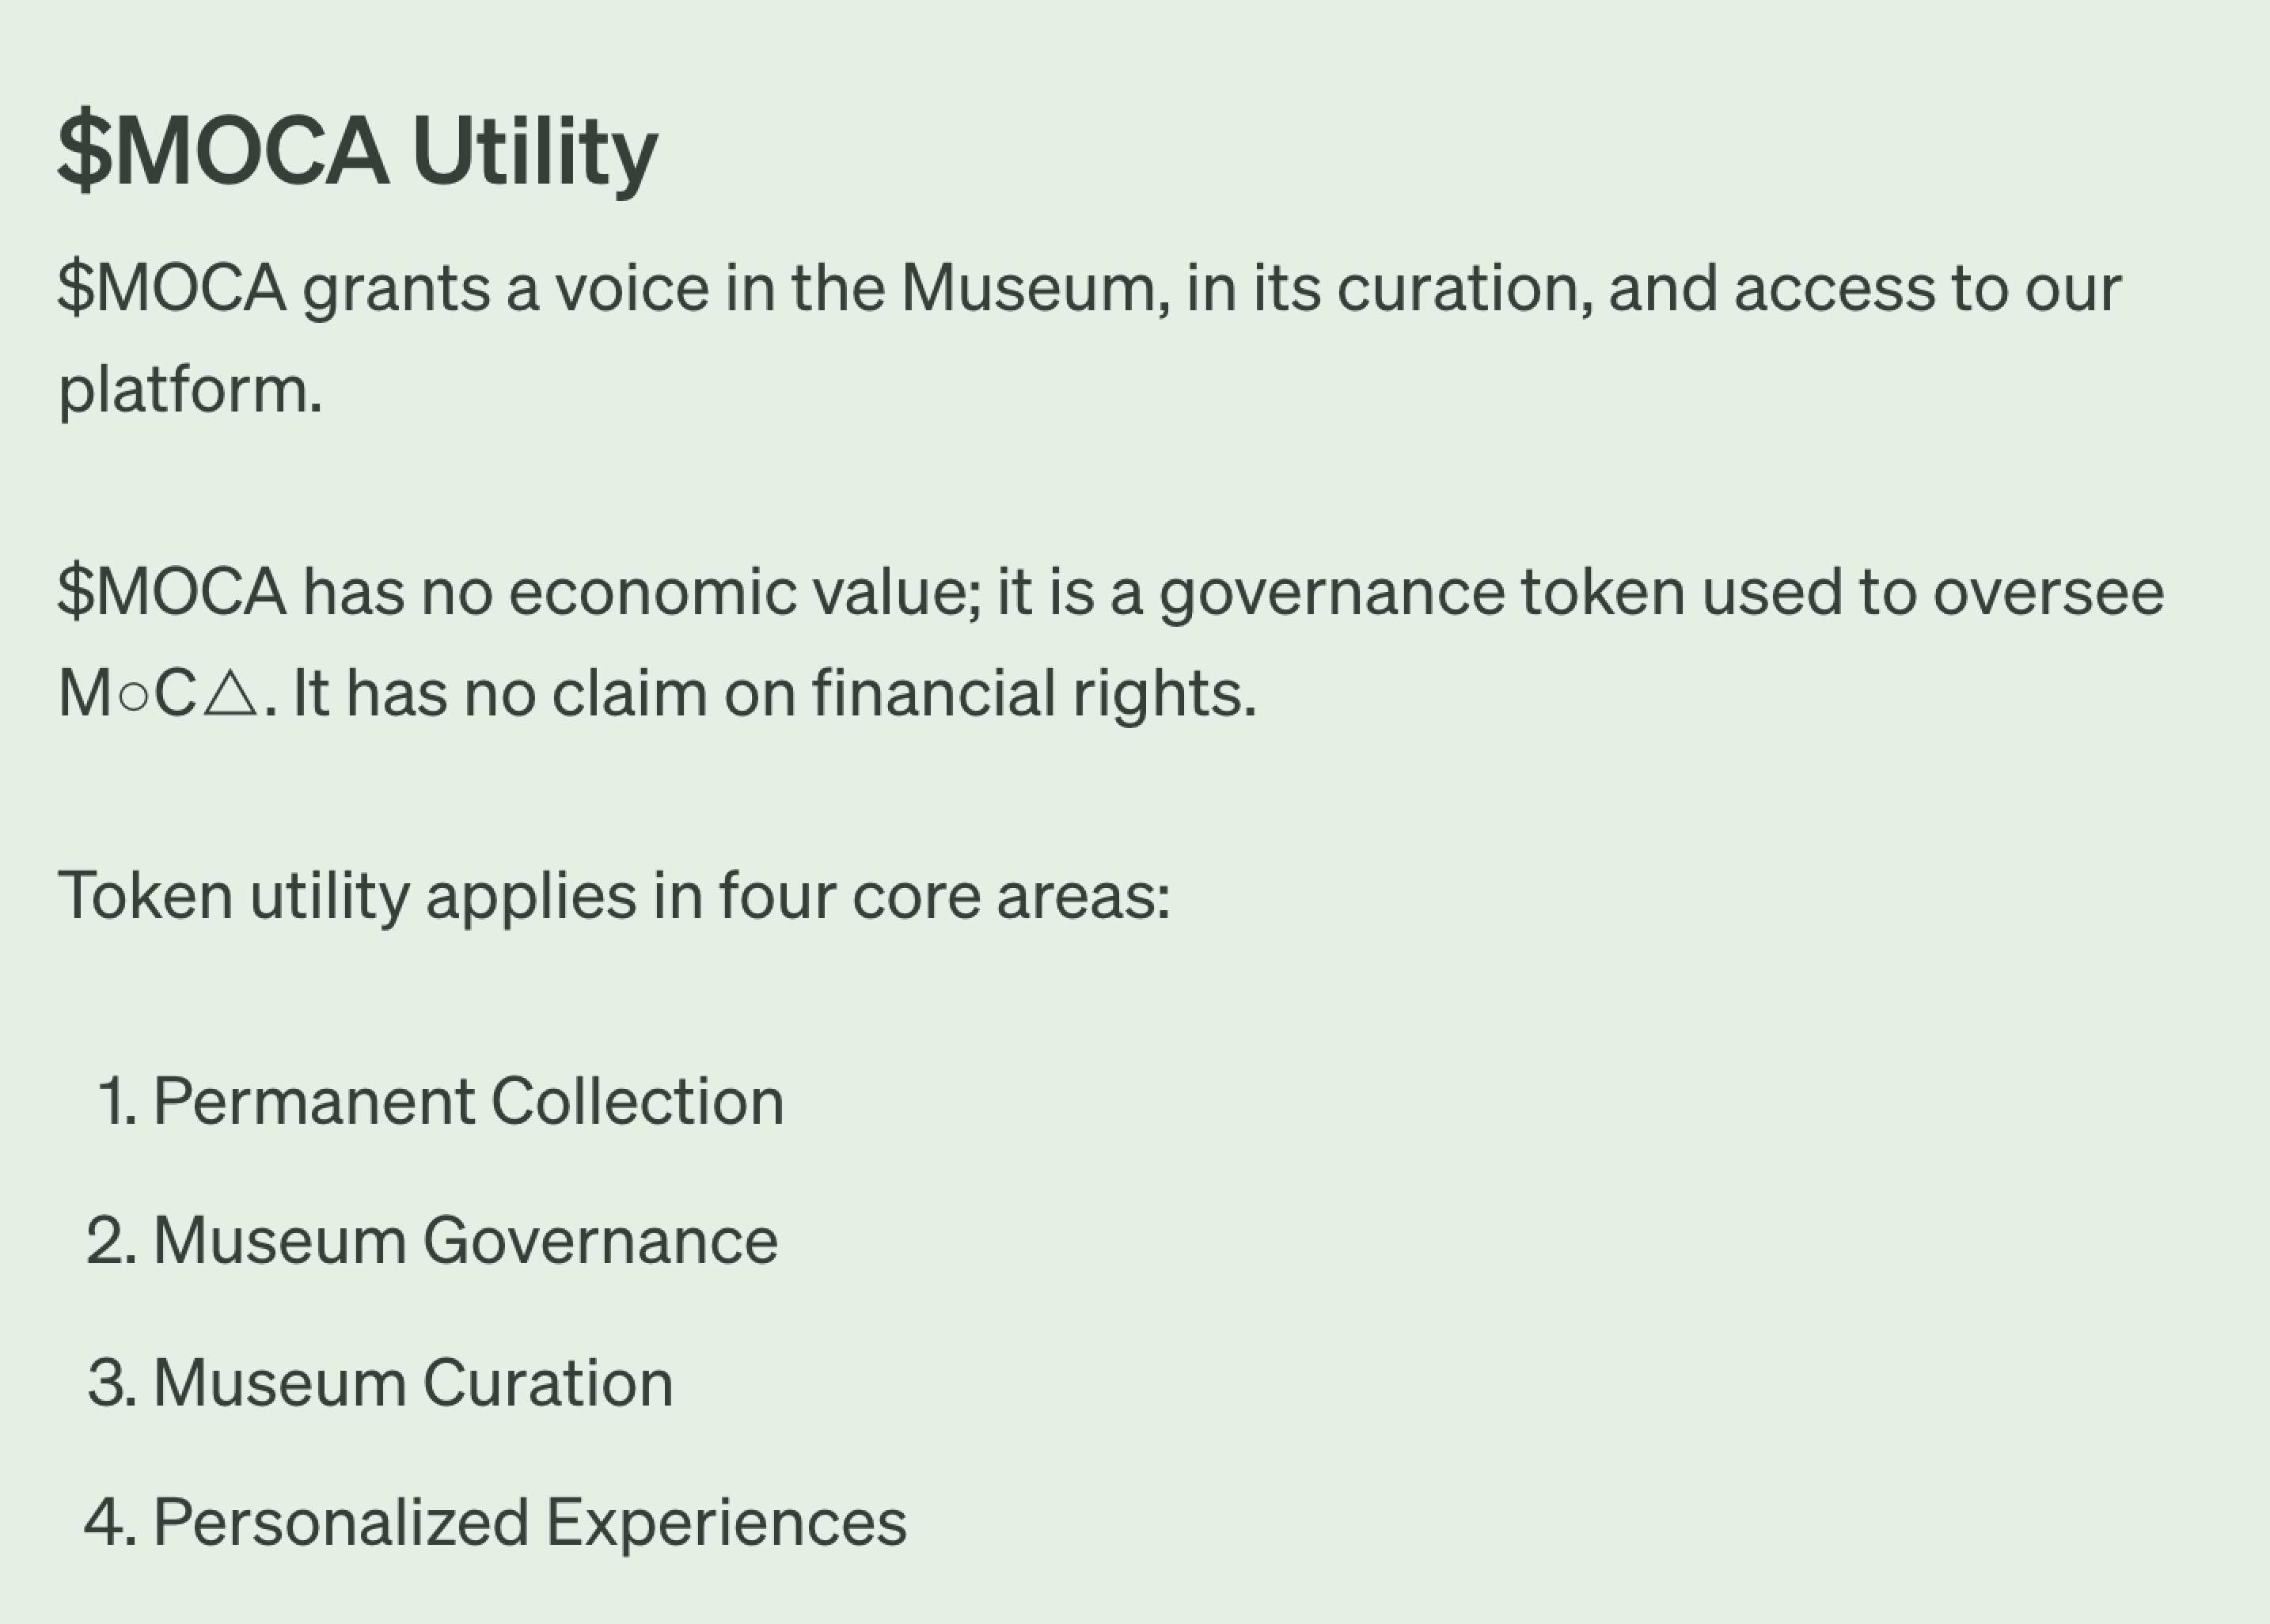 $MOCA Utility
$MOCA grants a voice in the Museum, in its curation, and access to our
platform.
$MOCA has no economic value; it is a governance token used to oversee
M○C△. It has no claim on financial rights.
Token utility applies in four core areas:
1. Permanent Collection
2. Museum Governance
3. Museum Curation
4. Personalized Experiences